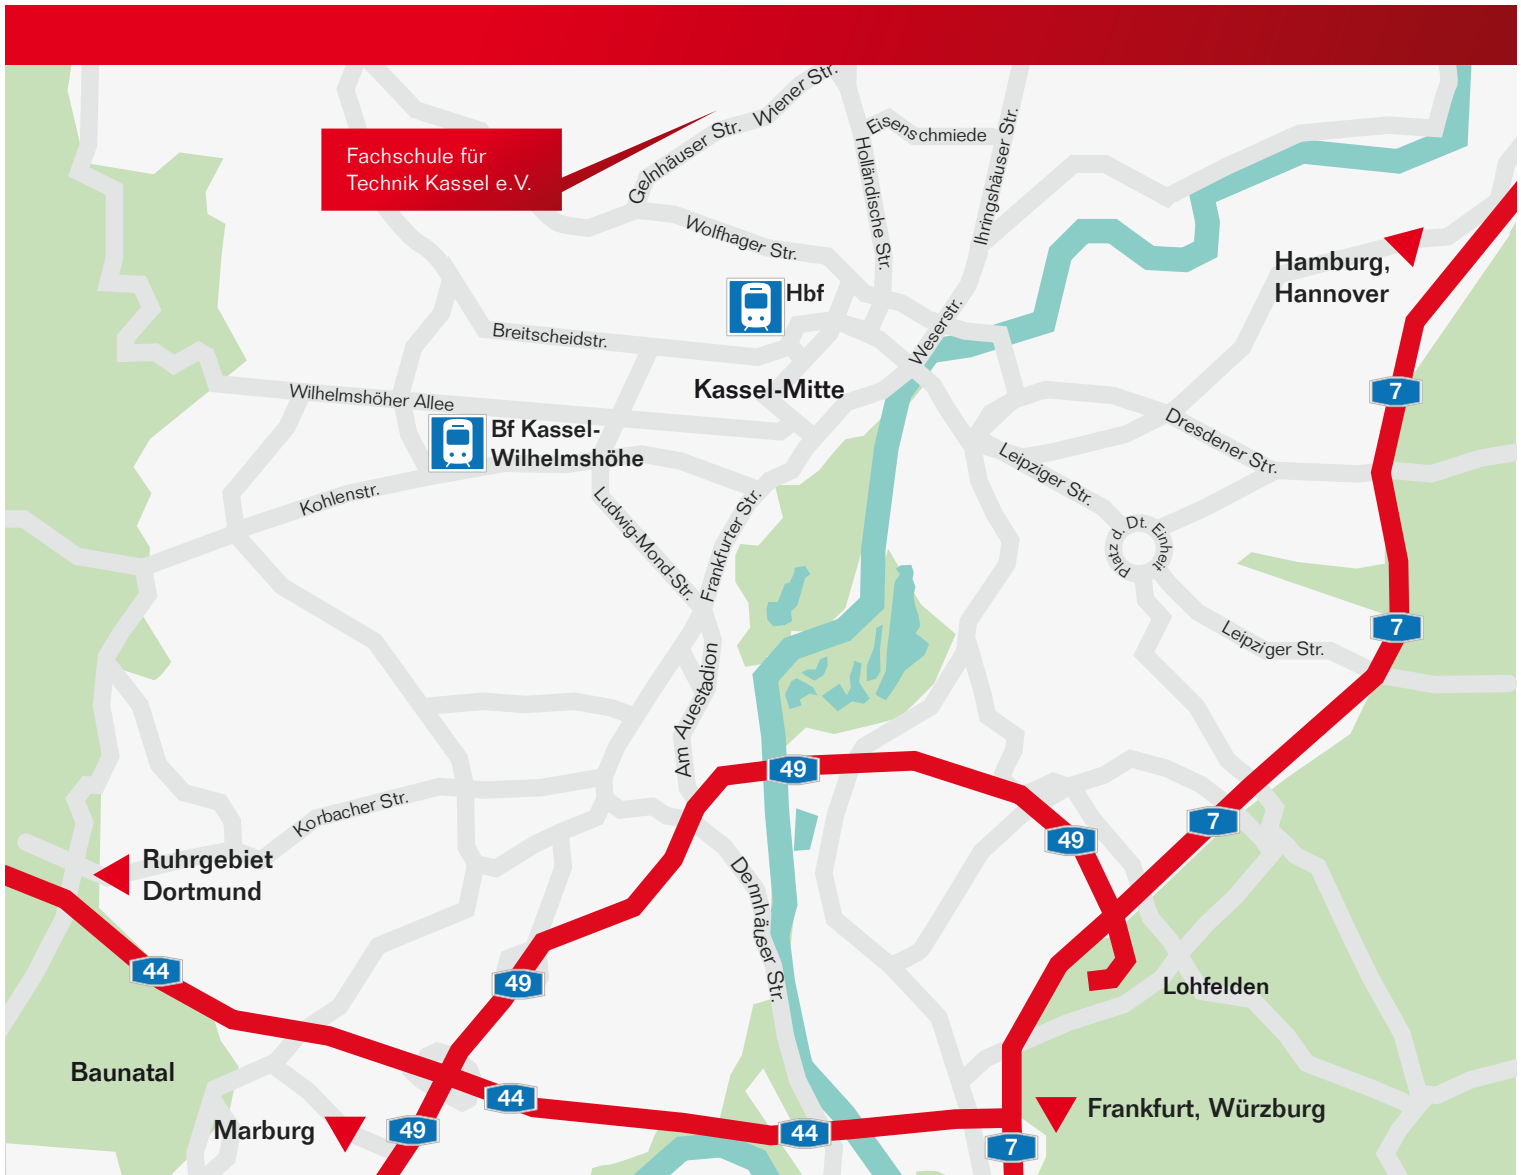 Fachschule für
Technik Kassel e.V.
Gelnhäuser Str.
Wiener Str.
Eisenschmiede
Holländische Str.
Ihringshäuser Str.
Wolfhager Str.
Hamburg,
Hannover
Hbf
Breitscheidstr.
Weserstr.
Kassel-Mitte
7
Wilhelmshöher Allee
Bf Kassel-
Wilhelmshöhe
Dresdener Str.
Leipziger Str.
Kohlenstr.
Ludwig-Mond-Str.
Frankfurter Str.
Platz d. Dt. Einheit
7
Leipziger Str.
Am Auestadion
49
Korbacher Str.
7
49
Ruhrgebiet
Dortmund
Dennhäuser Str.
44
49
Lohfelden
Baunatal
44
Frankfurt, Würzburg
Marburg
49
44
7